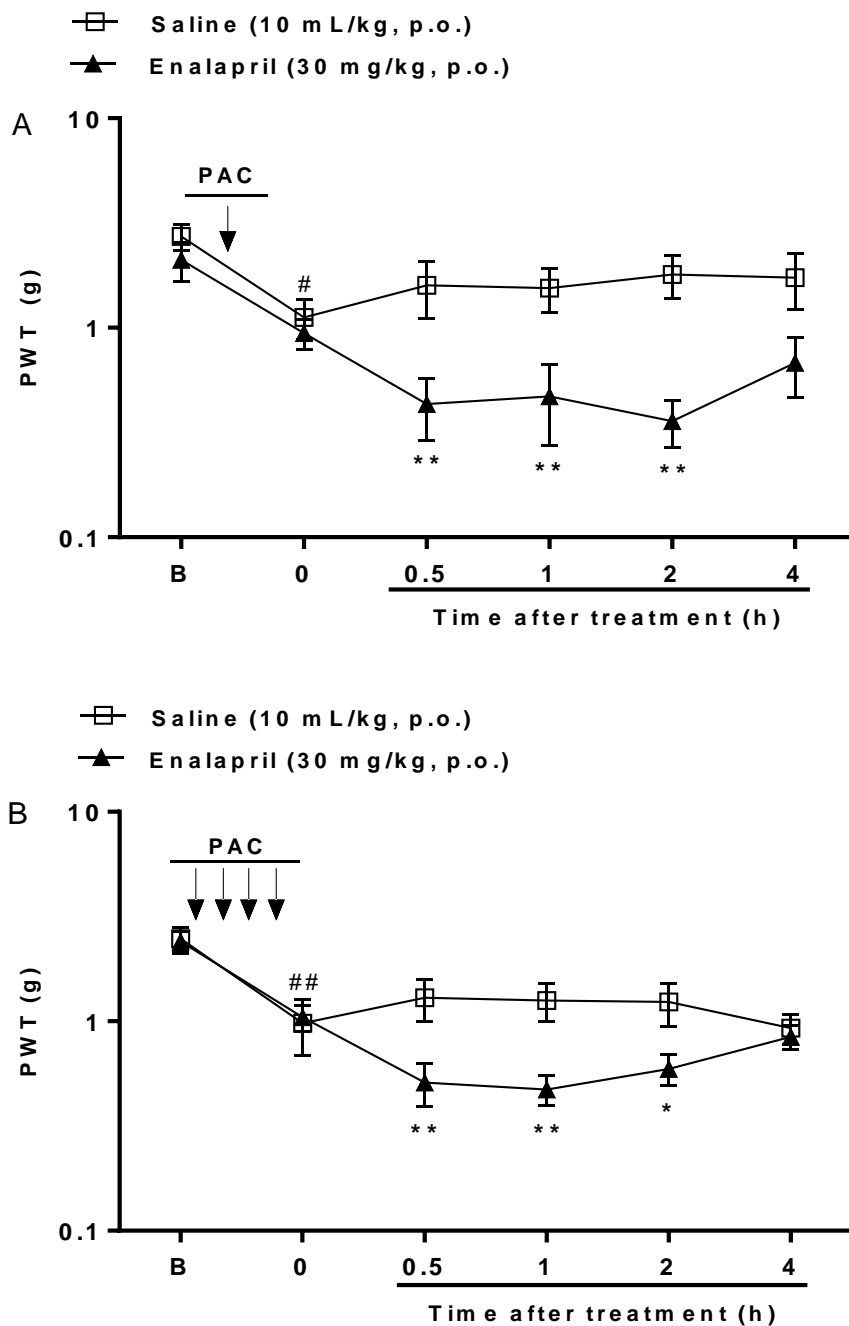 Saline (10 mL/kg, p.o.)
Enalapril (30 mg/kg, p.o.)
A
10
PAC
#
1
PWT (g)
** ** **
0.1
B 0 0.5 1 2 4
Time after treatment (h)
Saline (10 mL/kg, p.o.)
Enalapril (30 mg/kg, p.o.)
B
10
PAC
##
1
PWT (g)
** ** *
0.1
B 0 0.5 1 2 4
Time after treatment (h)